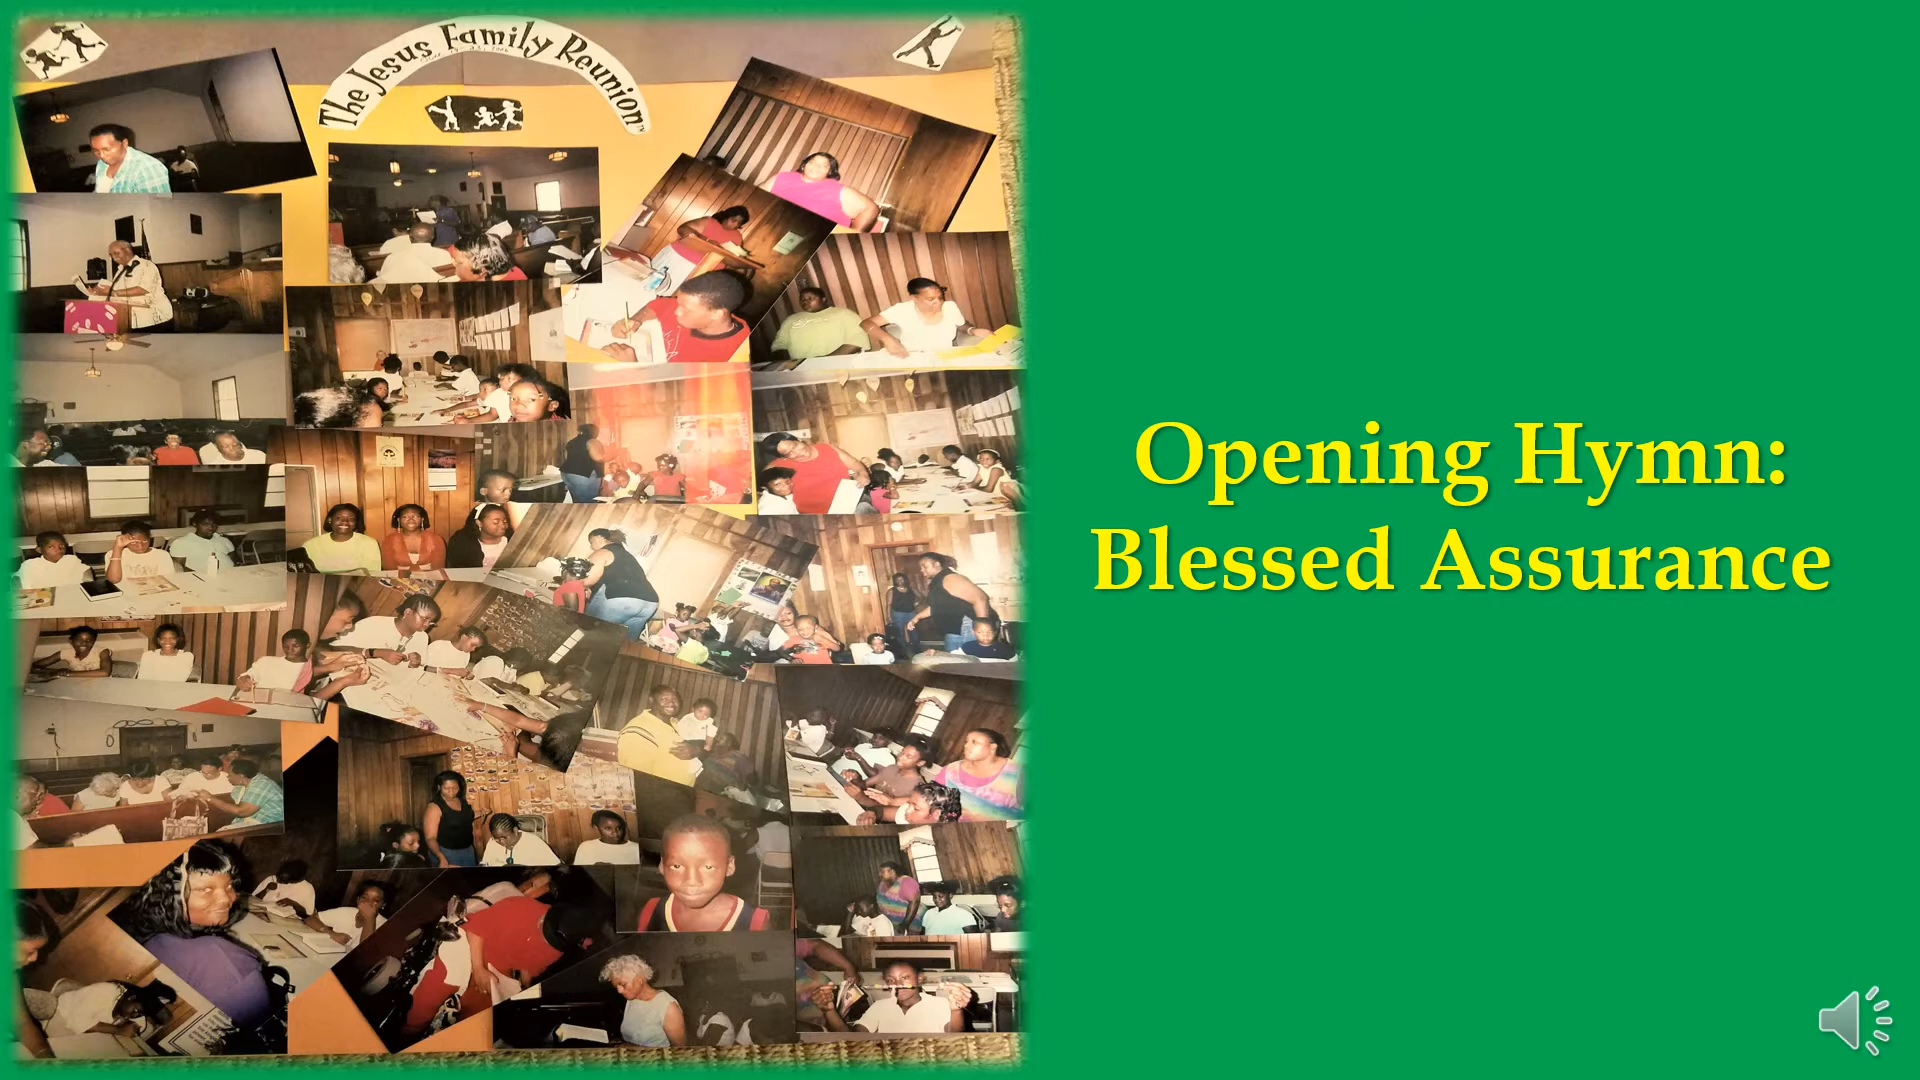 The Jesus Family Reunion
Opening Hymn:
Blessed Assurance